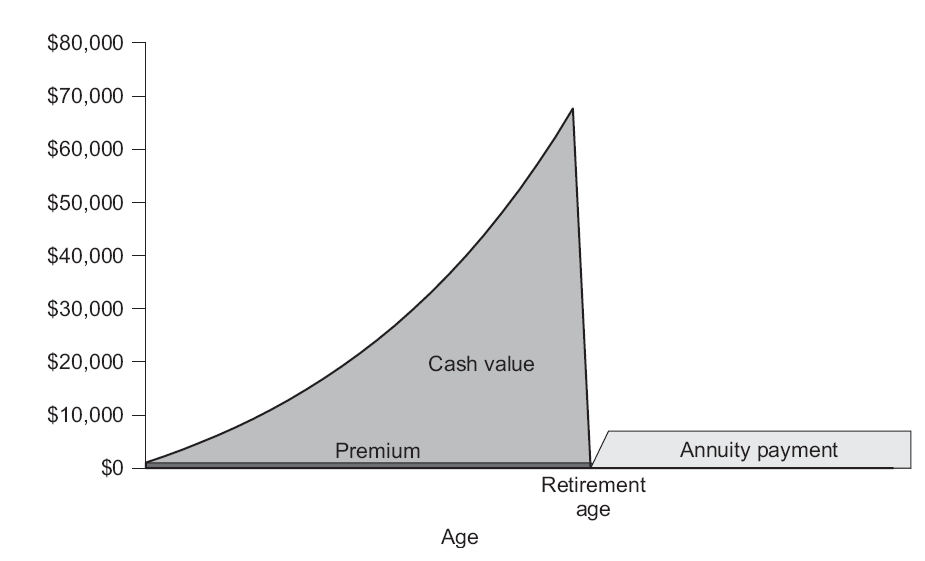 $80,000
$70,000
$60,000
$50,000
$40,000
$30,000
$20,000
$10,000
$0
Cash value
Premium
Annuity payment
Retirement
age
Age